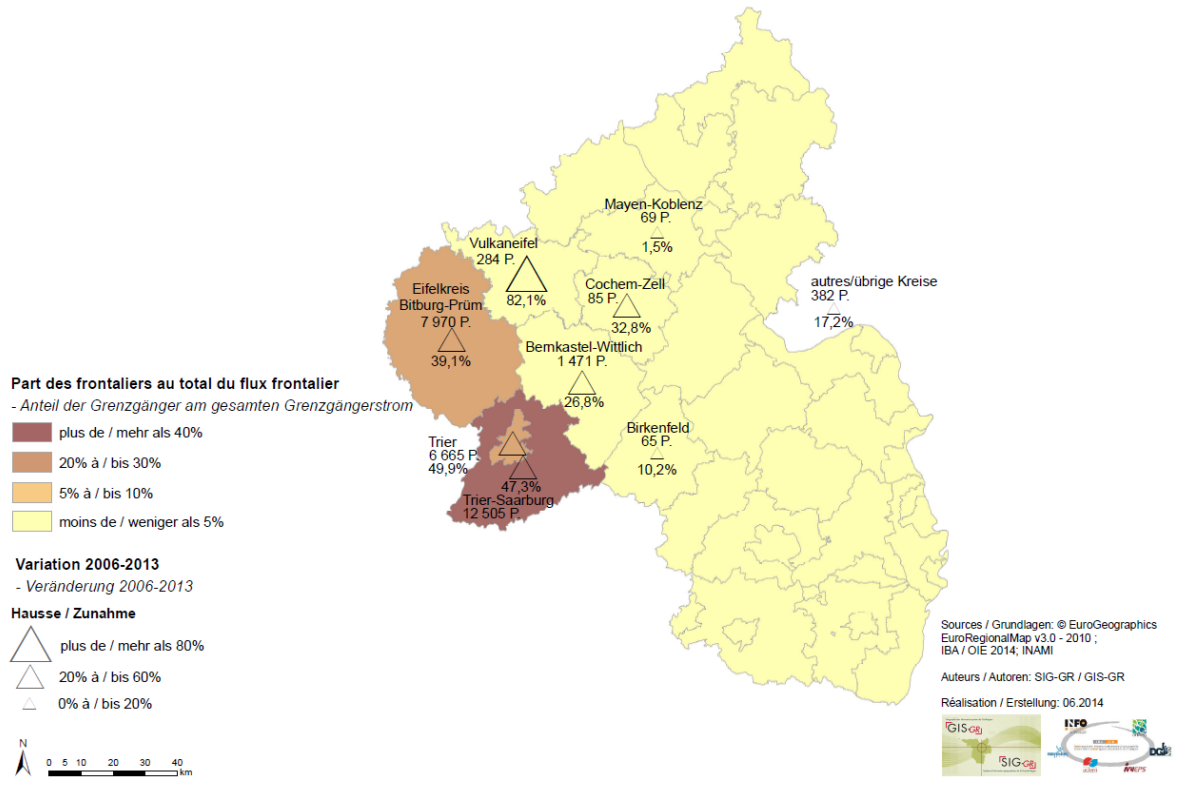 Mayen-Koblenz
69 P.
1,5%
Vulkaneifel
284 P.
82,1%
Cochem-Zell
85 P.
32,8%
autres/übrige Kreise
382 P.
17,2%
Eifelkreis
Bitburg-Prüm
7 970 P.
39,1%
Bernkastel-Wittlich
1 471 P.
26,8%
Birkenfeld
65 P.
10,2%
Trier
6 665 P.
49,9%
47,3%
Trier-Saarburg
12 505 P.
Part des frontaliers au total du flux frontalier
- Anteil der Grenzgänger am gesamten Grenzgängerstrom
plus de / mehr als 40%
20% à / bis 30%
5% à / bis 10%
moins de / weniger als 5%
Variation 2006-2013
- Veränderung 2006-2013
Hausse / Zunahme
plus de / mehr als 80%
20% à / bis 60%
0% à / bis 20%
N
0 5 10 20 30 40
km
Sources / Grundlagen: © EuroGeographics
EuroRegionalMap v3.0 - 2010 ;
IBA / OIE 2014; INAMI
Auteurs / Autoren: SIG-GR / GIS-GR
Réalisation / Erstellung: 06.2014
GIS-GR
SIG-GR
INFO